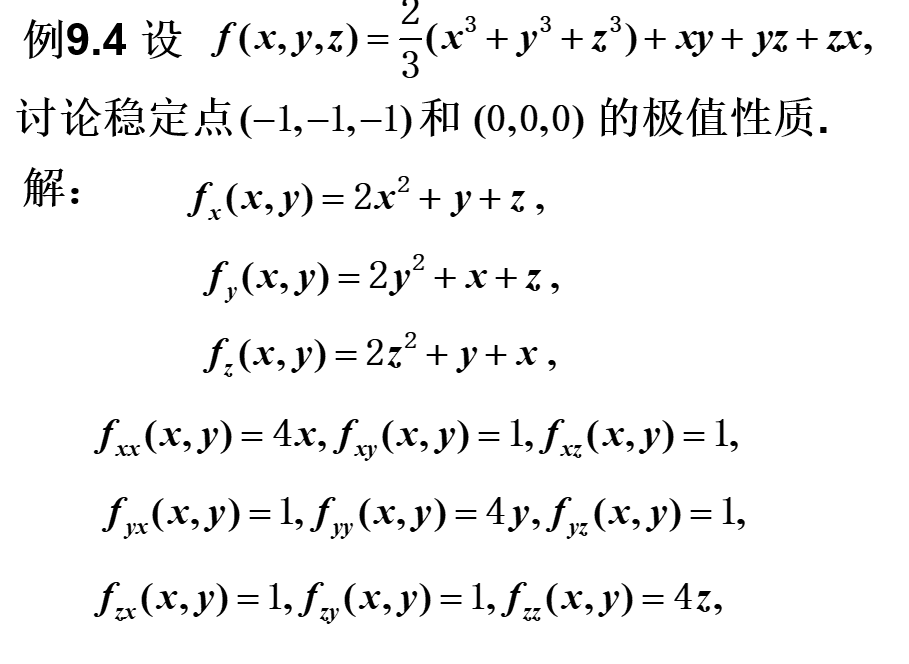 例9.4 设 f(x,y,z)=\frac{2}{3}(x^3+y^3+z^3)+xy+yz+zx,
讨论稳定点(−1,−1,−1)和 (0,0,0) 的极值性质.
解: f_x(x,y)=2x^2+y+z,
f_y(x,y)=2y^2+x+z,
f_z(x,y)=2z^2+y+x,
f_{xx}(x,y)=4x,f_{xy}(x,y)=1,f_{xz}(x,y)=1,
f_{yx}(x,y)=1,f_{yy}(x,y)=4y,f_{yz}(x,y)=1,
f_{zx}(x,y)=1,f_{zy}(x,y)=1,f_{zz}(x,y)=4z,